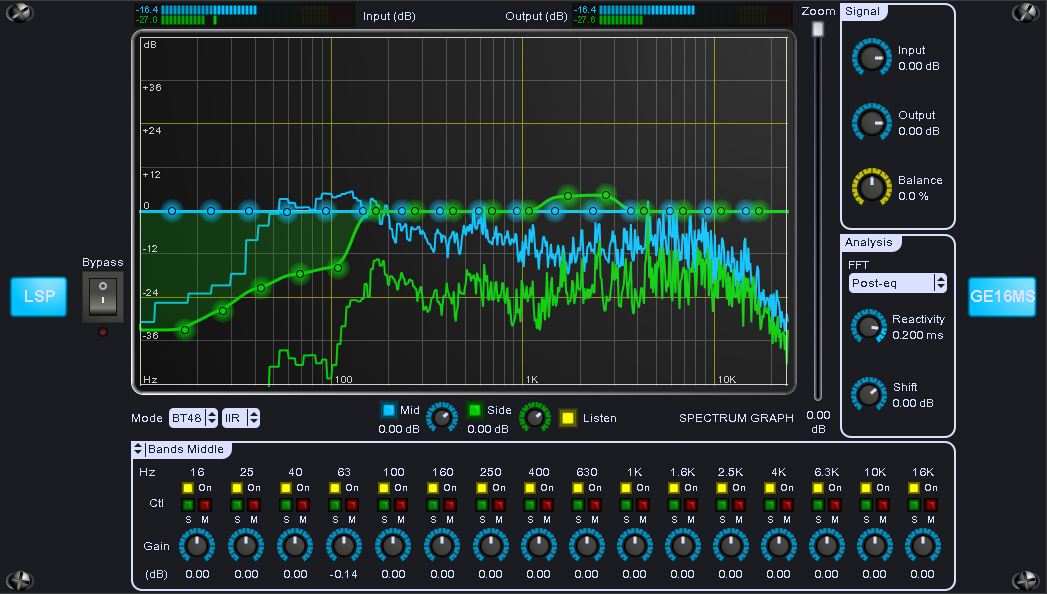 -16.4
-27.0
Input (dB)
Output (dB)
-16.4
-27.6
Zoom
Signal
dB
+36
+24
+12
0
-12
-24
-36
Hz
100
1K
10K
Input
0.00 dB
Output
0.00 dB
Balance
0.0 %
Analysis
FFT
Post-eq
Reactivity
0.200 ms
Shift
0.00 dB
Bypass
LSP
GE16MS
Mode
BT48
IIR
Mid
0.00 dB
Side
0.00 dB
Listen
SPECTRUM GRAPH
0.00
dB
Bands Middle
Hz 16 25 40 63 100 160 250 400 630 1K 1.6K 2.5K 4K 6.3K 10K 16K
On On On On On On On On On On On On On On On On
Ctl
S M S M S M S M S M S M S M S M S M S M S M S M S M S M S M S M
Gain
(dB) 0.00 0.00 0.00 -0.14 0.00 0.00 0.00 0.00 0.00 0.00 0.00 0.00 0.00 0.00 0.00 0.00